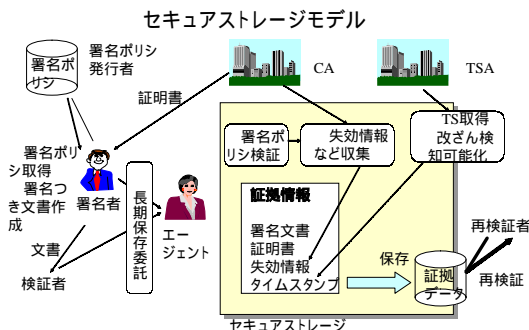 セキュアストレージモデル
署名ポリ
シ
署名ポリシ
発行者
証明書
CA
TSA
署名ポリ
シ検証
失効情報
など収集
TS取得
改ざん検
知可能化
署名ポリ
シ取得
署名つ
き文書作
成
署名者
長期保存委託
エー
ジェント
文書
検証者
証拠情報
署名文書
証明書
失効情報
タイムスタンプ
保存
証拠
データ
再検証者
再検証
セキュアストレージ